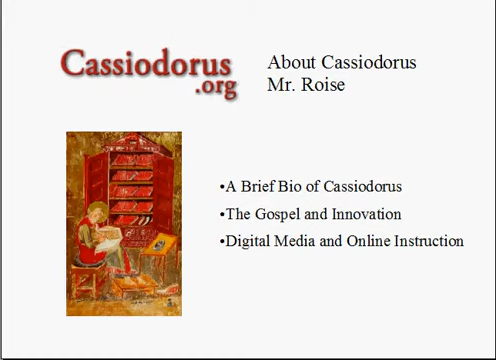 Cassiodorus
.org
About Cassiodorus
Mr. Roise
•A Brief Bio of Cassiodorus
•The Gospel and Innovation
•Digital Media and Online Instruction